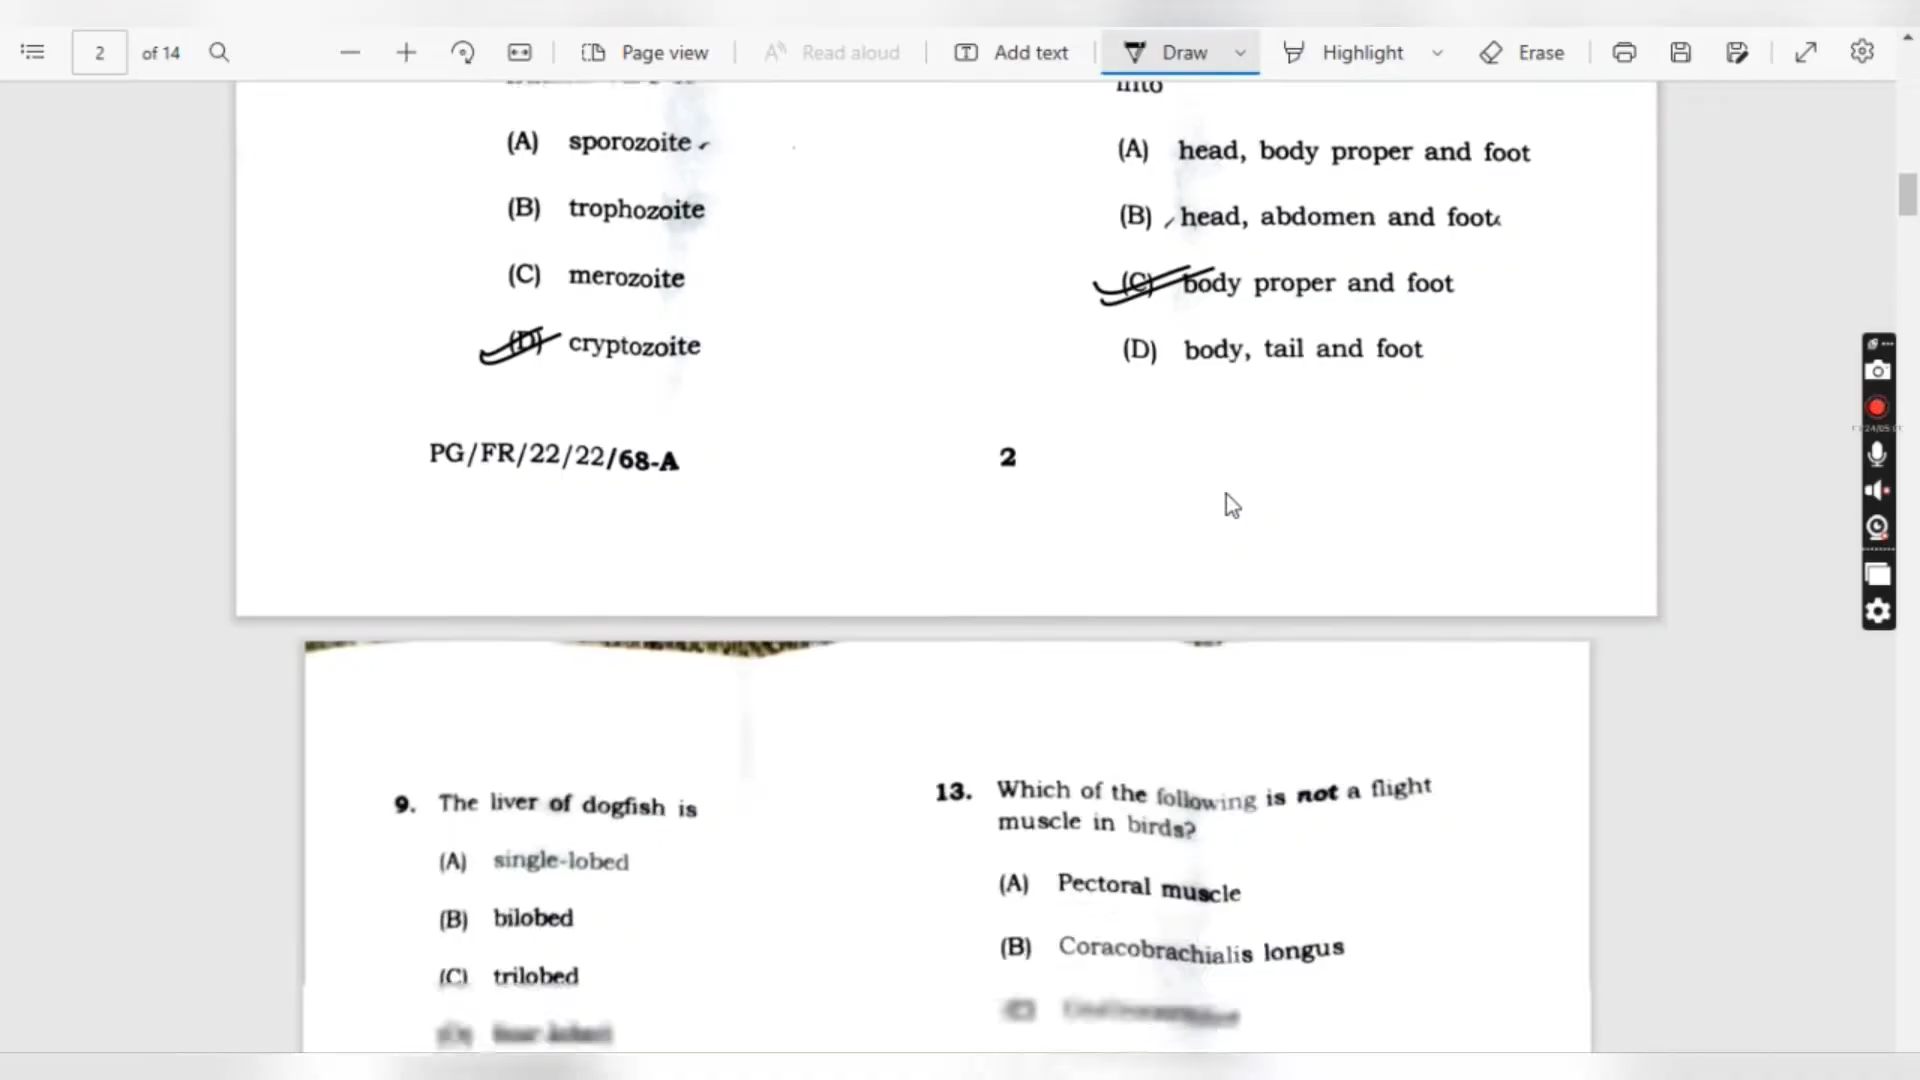 2 of 14 Page view Read aloud Add text Draw Highlight Erase
into
(A) sporozoite
(B) trophozoite
(C) merozoite
(D) cryptozoite
(A) head, body proper and foot
(B) head, abdomen and foot
(C) body proper and foot
(D) body, tail and foot
PG/FR/22/22/68-A
2
9. The liver of dogfish is
(A) single-lobed
(B) bilobed
(C) trilobed
13. Which of the following is not a flight
muscle in birds?
(A) Pectoral muscle
(B) Coracobrachialis longus